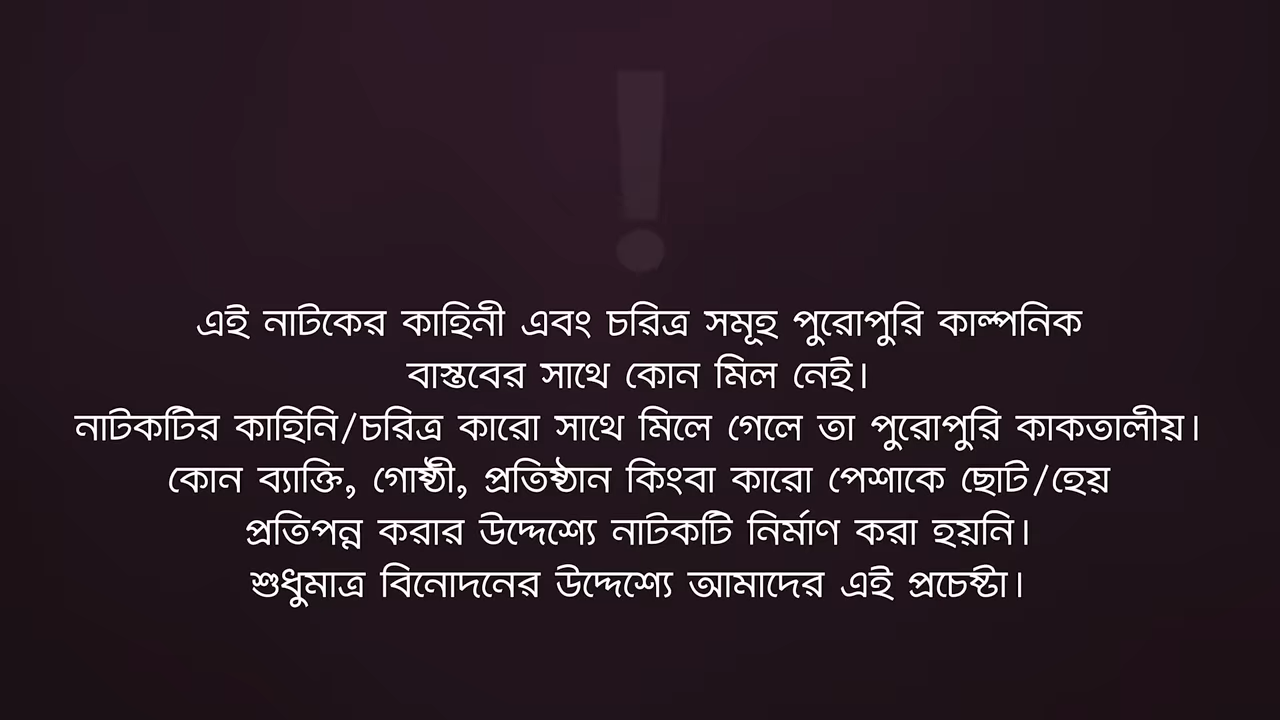 এই নাটকের কাহিনী এবং চরিত্র সমূহ পুরোপুরি কাল্পনিক
বাস্তবের সাথে কোন মিল নেই।
নাটকটির কাহিনি/চরিত্র কারো সাথে মিলে গেলে তা পুরোপুরি কাকতালীয়।
কোন ব্যাক্তি, গোষ্ঠী, প্রতিষ্ঠান কিংবা কারো পেশাকে ছোট/হেয়
প্রতিপন্ন করার উদ্দেশ্যে নাটকটি নির্মাণ করা হয়নি।
শুধুমাত্র বিনোদনের উদ্দেশ্যে আমাদের এই প্রচেষ্টা।